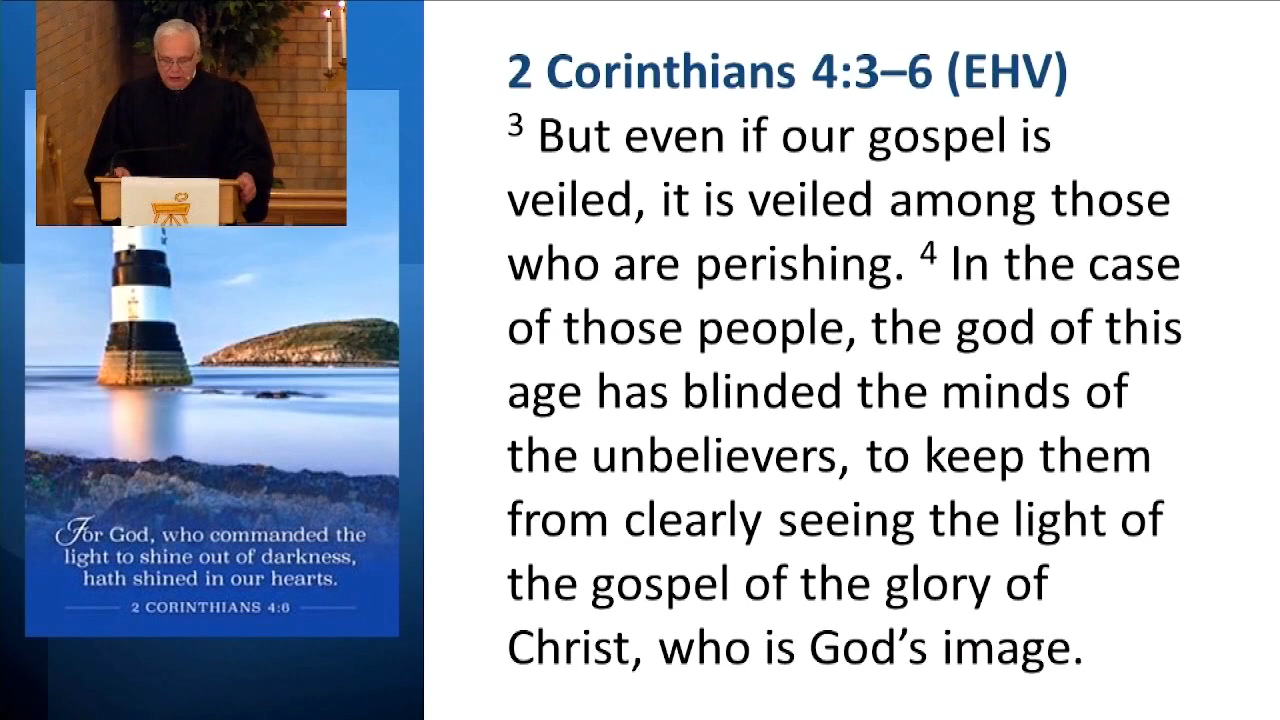 2 Corinthians 4:3–6 (EHV)
3 But even if our gospel is
veiled, it is veiled among those
who are perishing. 4 In the case
of those people, the god of this
age has blinded the minds of
the unbelievers, to keep them
from clearly seeing the light of
the gospel of the glory of
Christ, who is God’s image.
For God, who commanded the
light to shine out of darkness,
hath shined in our hearts.
2 CORINTHIANS 4:6